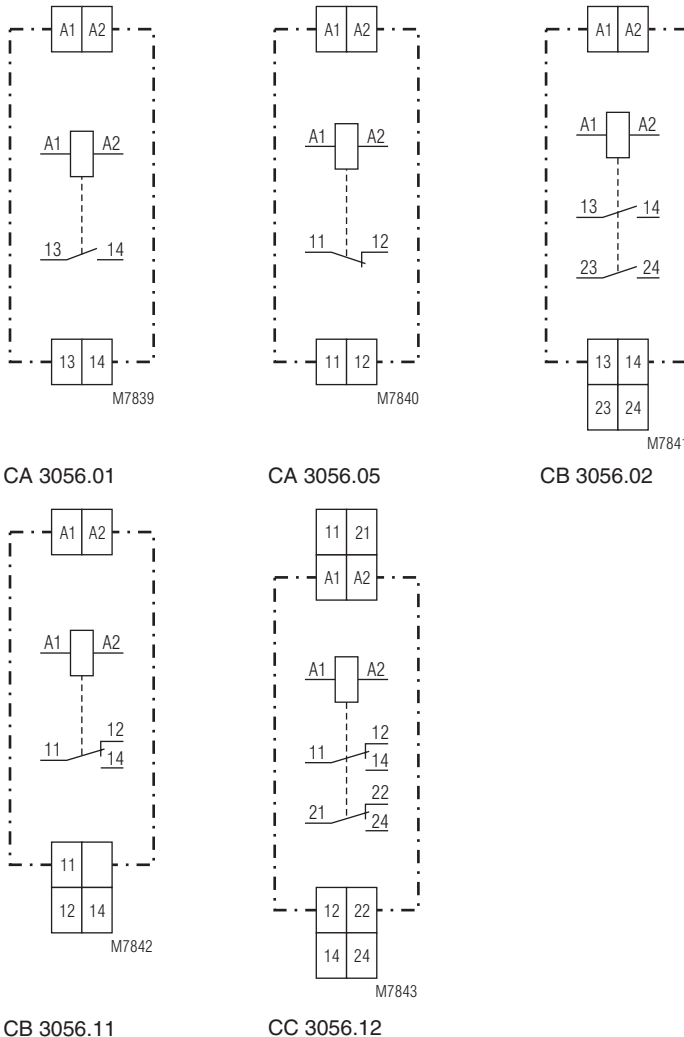 A1 A2
A1 A2
13 14
13 14
M7839
CA 3056.01
A1 A2
A1 A2
11 12
11 12
M7840
CA 3056.05
A1 A2
A1 A2
13 14
23 24
13 14
23 24
M7841
CB 3056.02
A1 A2
A1 A2
12
11 14
11
12 14
M7842
CB 3056.11
11 21
A1 A2
A1 A2
12
11 14
22
21 24
12 22
14 24
M7843
CC 3056.12